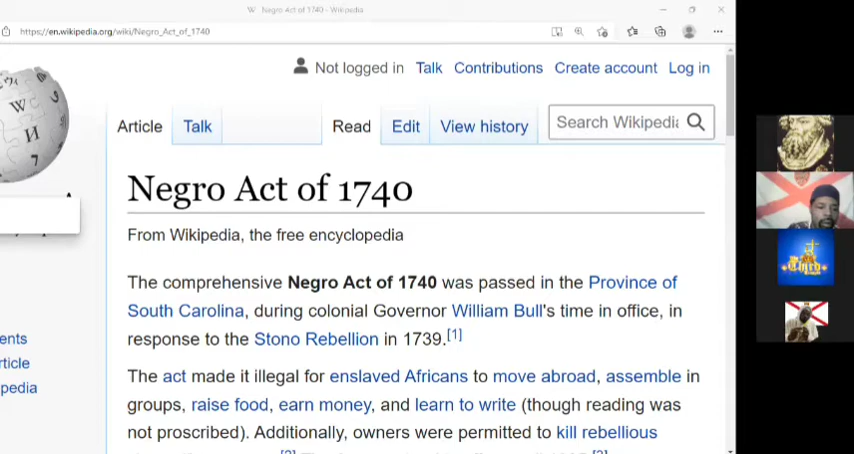 W Negro Act of 1740 - Wikipedia
https://en.wikipedia.org/wiki/Negro_Act_of_1740
Not logged in Talk Contributions Create account Log in
Article Talk Read Edit View history Search Wikipedi
Negro Act of 1740
From Wikipedia, the free encyclopedia
The comprehensive Negro Act of 1740 was passed in the Province of
South Carolina, during colonial Governor William Bull's time in office, in
response to the Stono Rebellion in 1739.[1]
ents
The act made it illegal for enslaved Africans to move abroad, assemble in
rticle
pedia
groups, raise food, earn money, and learn to write (though reading was
not proscribed). Additionally, owners were permitted to kill rebellious